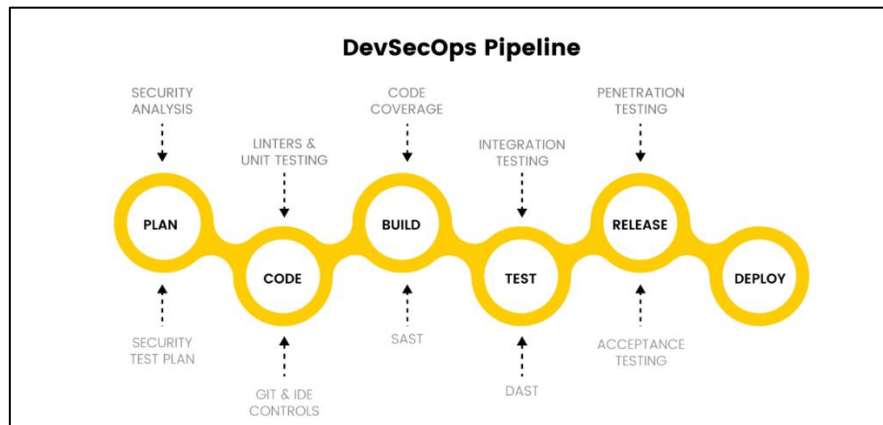 DevSecOps Pipeline
SECURITY
ANALYSIS
CODE
COVERAGE
PENETRATION
TESTING
LINTERS &
UNIT TESTING
INTEGRATION
TESTING
PLAN
BUILD
RELEASE
CODE
TEST
DEPLOY
SECURITY
TEST PLAN
SAST
ACCEPTANCE
TESTING
GIT & IDE
CONTROLS
DAST